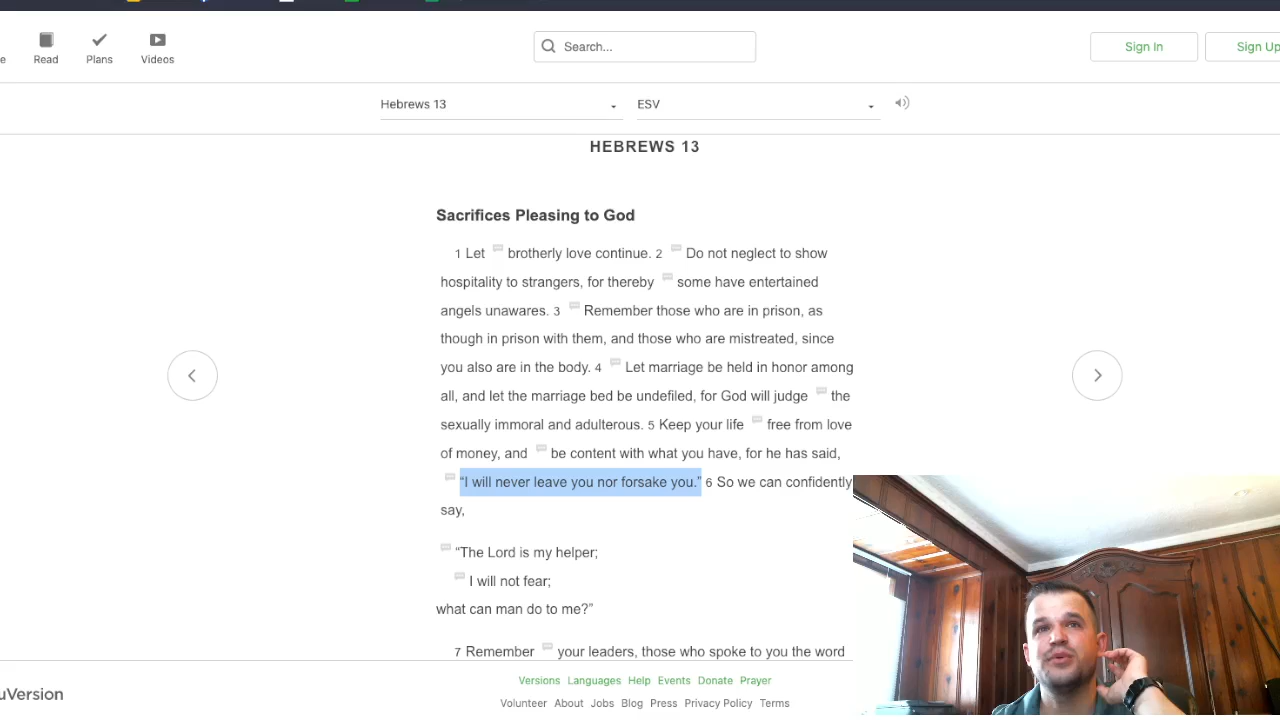 Read
Plans
Videos
Search...
Sign In
Sign Up
Hebrews 13
ESV
HEBREWS 13
Sacrifices Pleasing to God
1 Let brotherly love continue. 2 Do not neglect to show
hospitality to strangers, for thereby some have entertained
angels unawares. 3 Remember those who are in prison, as
though in prison with them, and those who are mistreated, since
you also are in the body. 4 Let marriage be held in honor among
all, and let the marriage bed be undefiled, for God will judge the
sexually immoral and adulterous. 5 Keep your life free from love
of money, and be content with what you have, for he has said,
“I will never leave you nor forsake you.” 6 So we can confidently
say,
“The Lord is my helper;
I will not fear;
what can man do to me?”
7 Remember your leaders, those who spoke to you the word
Versions Languages Help Events Donate Prayer
uVersion
Volunteer About Jobs Blog Press Privacy Policy Terms